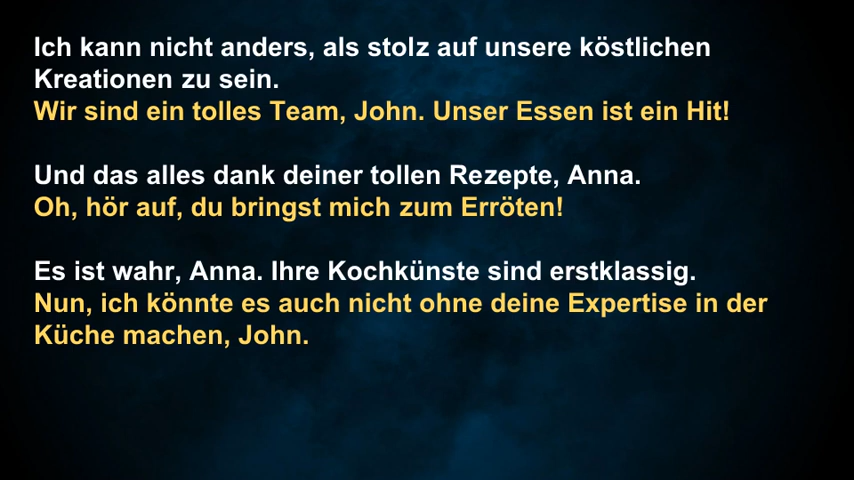 Ich kann nicht anders, als stolz auf unsere köstlichen
Kreationen zu sein.
Wir sind ein tolles Team, John. Unser Essen ist ein Hit!
Und das alles dank deiner tollen Rezepte, Anna.
Oh, hör auf, du bringst mich zum Erröten!
Es ist wahr, Anna. Ihre Kochkünste sind erstklassig.
Nun, ich könnte es auch nicht ohne deine Expertise in der
Küche machen, John.